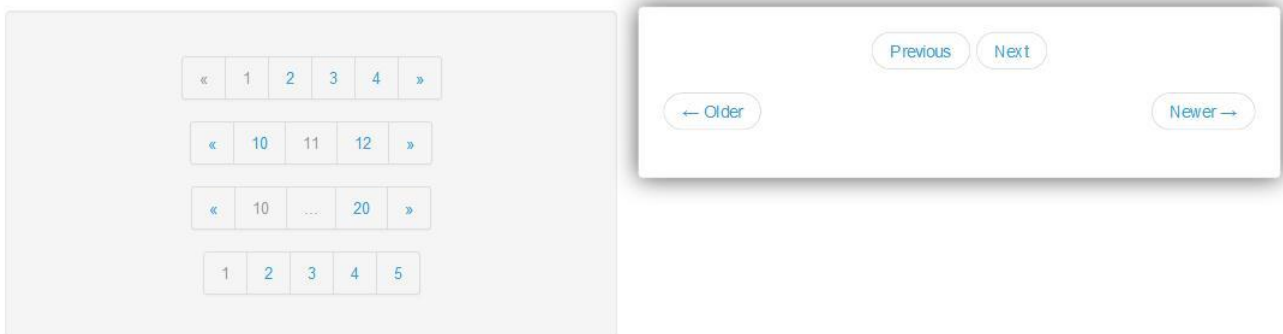 « 1 2 3 4 »
« 10 11 12 »
« 10 ... 20 »
1 2 3 4 5
Previous Next
← Older Newer →